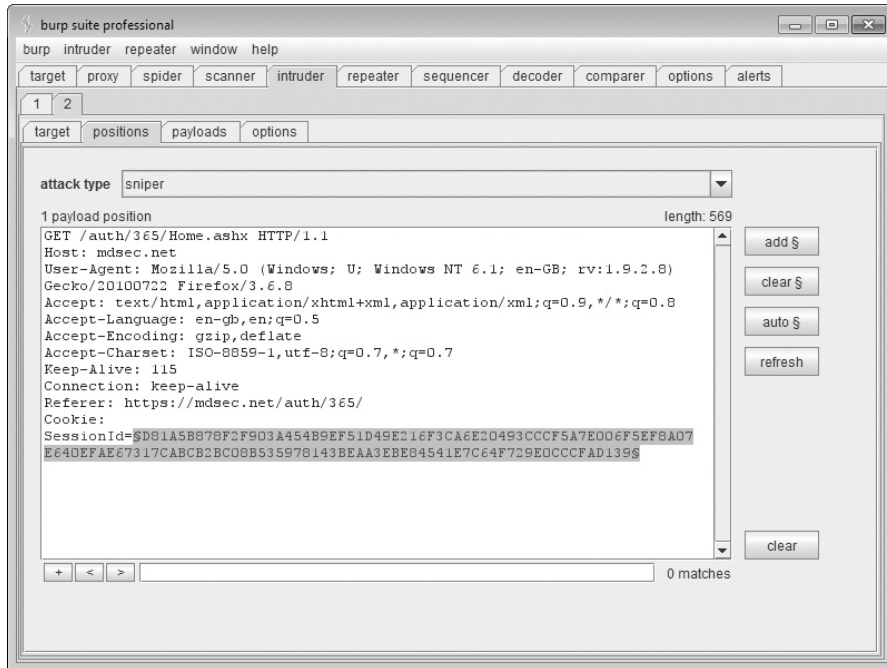 burp suite professional
burp intruder repeater window help
target proxy spider scanner intruder repeater sequencer decoder comparer options alerts
1 2
target positions payloads options
attack type sniper
1 payload position length: 569
GET /auth/365/Home.ashx HTTP/1.1
Host: mdsec.net
User-Agent: Mozilla/5.0 (Windows; U; Windows NT 6.1; en-GB; rv:1.9.2.8)
Gecko/20100722 Firefox/3.6.8
Accept: text/html,application/xhtml+xml,application/xml;q=0.9,*/*;q=0.8
Accept-Language: en-gb,en;q=0.5
Accept-Encoding: gzip,deflate
Accept-Charset: ISO-8859-1,utf-8;q=0.7,*;q=0.7
Keep-Alive: 115
Connection: keep-alive
Referer: https://mdsec.net/auth/365/
Cookie:
SessionId=§D81A5B878F2F903A454B9EF51D49E216F3CA6E20493CCCF5A7E006F5EF8A07
E640EFAE67317CABCB2BC08B535978143BEAA3EBE84541E7C64F729E0CCCFAD139§
add §
clear §
auto §
refresh
clear
+ < > 0 matches